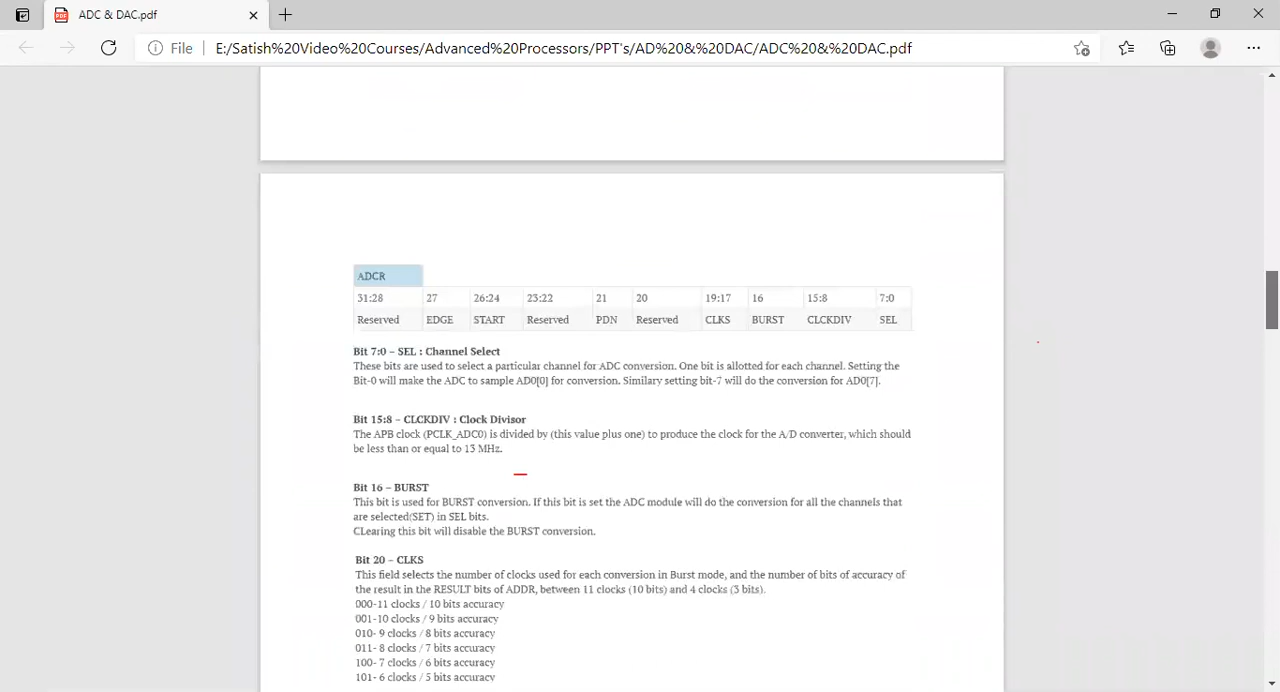 ADC & DAC.pdf
File
E:/Satish%20Video%20Courses/Advanced%20Processors/PPT's/AD%20&%20DAC/ADC%20&%20DAC.pdf
ADCR
31:28 27 26:24 23:22 21 20 19:17 16 15:8 7:0
Reserved EDGE START Reserved PDN Reserved CLKS BURST CLCKDIV SEL
Bit 7:0 – SEL : Channel Select
These bits are used to select a particular channel for ADC conversion. One bit is allotted for each channel. Setting the
Bit-0 will make the ADC to sample AD0[0] for conversion. Similary setting bit-7 will do the conversion for AD0[7].
Bit 15:8 – CLCKDIV : Clock Divisor
The APB clock (PCLK_ADC0) is divided by (this value plus one) to produce the clock for the A/D converter, which should
be less than or equal to 13 MHz.
Bit 16 – BURST
This bit is used for BURST conversion. If this bit is set the ADC module will do the conversion for all the channels that
are selected(SET) in SEL bits.
CLearing this bit will disable the BURST conversion.
Bit 20 – CLKS
This field selects the number of clocks used for each conversion in Burst mode, and the number of bits of accuracy of
the result in the RESULT bits of ADDR, between 11 clocks (10 bits) and 4 clocks (3 bits).
000-11 clocks / 10 bits accuracy
001-10 clocks / 9 bits accuracy
010- 9 clocks / 8 bits accuracy
011- 8 clocks / 7 bits accuracy
100- 7 clocks / 6 bits accuracy
101- 6 clocks / 5 bits accuracy